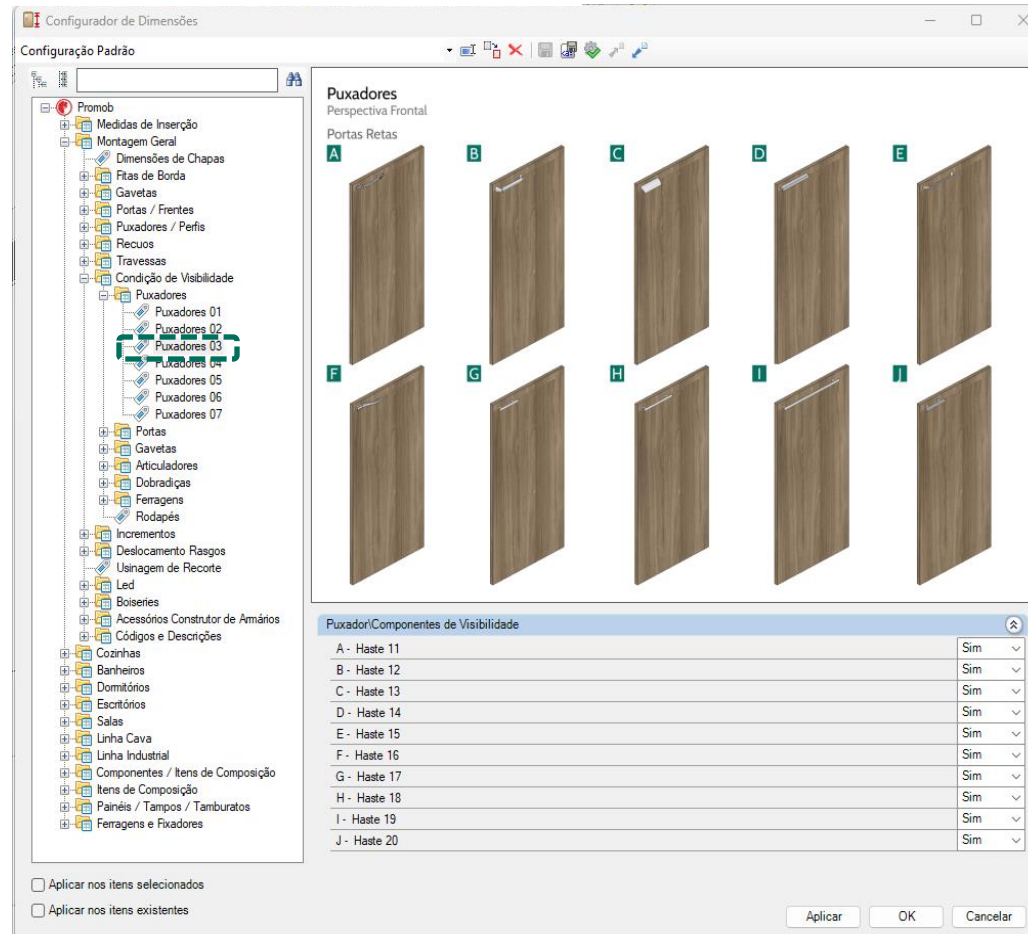 Configurador de Dimensões
Configuração Padrão
Promob
Medidas de Inserção
Montagem Geral
Dimensões de Chapas
Fitas de Borda
Gavetas
Portas / Frentes
Puxadores / Perfis
Recuos
Travessas
Condição de Visibilidade
Puxadores
Puxadores 01
Puxadores 02
Puxadores 03
Puxadores 04
Puxadores 05
Puxadores 06
Puxadores 07
Portas
Gavetas
Articuladores
Dobradiças
Ferragens
Rodapés
Incrementos
Deslocamento Rasgos
Usinagem de Recorte
Led
Boiseries
Acessórios Construtor de Armários
Códigos e Descrições
Cozinhas
Banheiros
Dormitórios
Escritórios
Salas
Linha Cava
Linha Industrial
Componentes / Itens de Composição
Itens de Composição
Painéis / Tampos / Tamburatos
Ferragens e Fixadores
Aplicar nos itens selecionados
Aplicar nos itens existentes
Puxadores
Perspectiva Frontal
Portas Retas
A B C D E
F G H I J
Puxador\Componentes de Visibilidade
A - Haste 11 Sim
B - Haste 12 Sim
C - Haste 13 Sim
D - Haste 14 Sim
E - Haste 15 Sim
F - Haste 16 Sim
G - Haste 17 Sim
H - Haste 18 Sim
I - Haste 19 Sim
J - Haste 20 Sim
Aplicar OK Cancelar